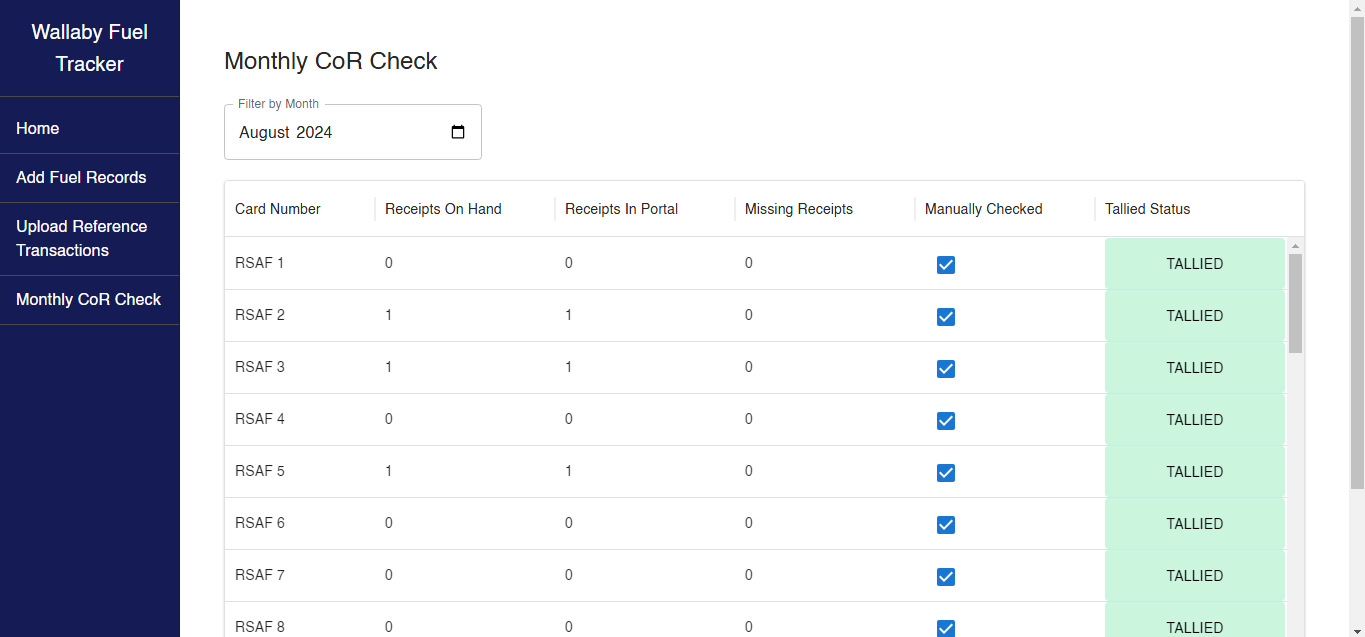 Wallaby Fuel
Tracker
Home
Add Fuel Records
Upload Reference
Transactions
Monthly CoR Check
Monthly CoR Check
Filter by Month
August 2024
Card Number Receipts On Hand Receipts In Portal Missing Receipts Manually Checked Tallied Status
RSAF 1 0 0 0 TALLIED
RSAF 2 1 1 0 TALLIED
RSAF 3 1 1 0 TALLIED
RSAF 4 0 0 0 TALLIED
RSAF 5 1 1 0 TALLIED
RSAF 6 0 0 0 TALLIED
RSAF 7 0 0 0 TALLIED
RSAF 8 0 0 0 TALLIED